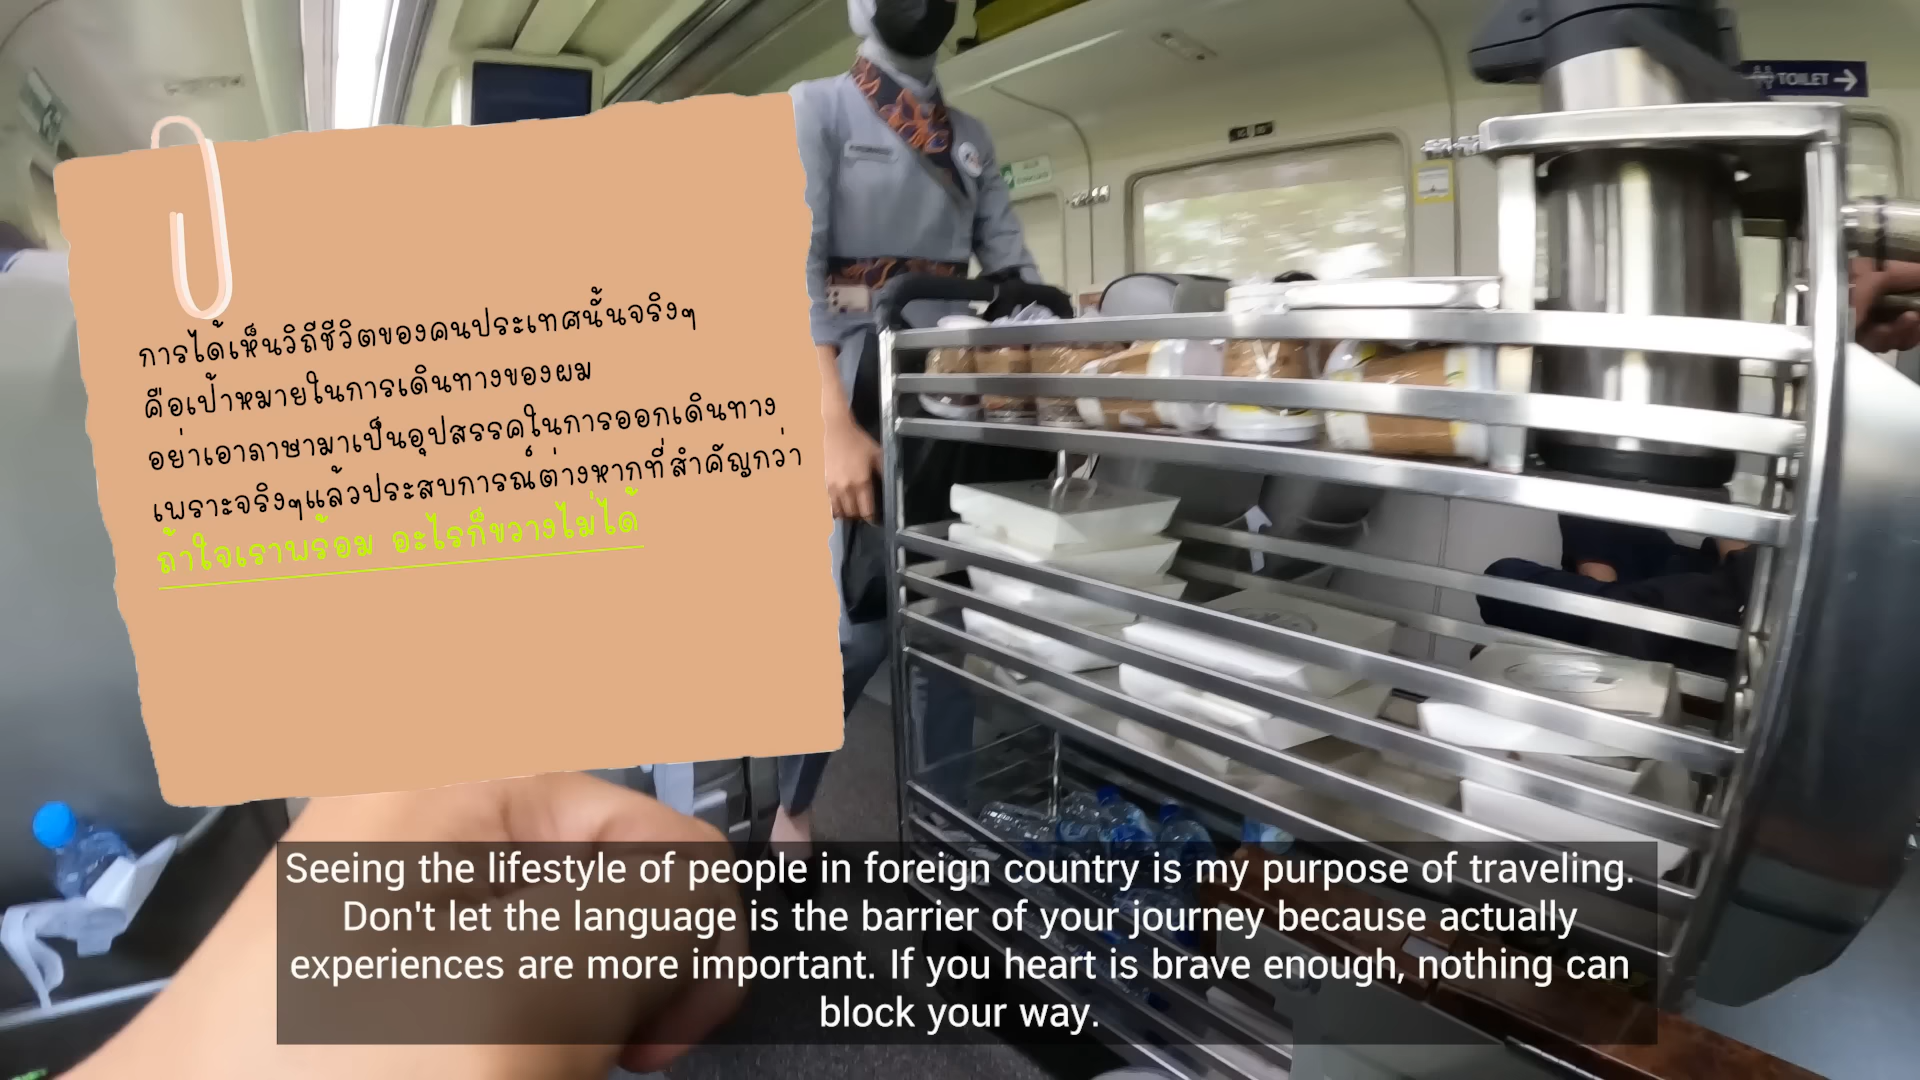 TOILET
การได้เห็นวิถีชีวิตของคนประเทศนั้นจริงๆ
คือเป้าหมายในการเดินทางของผม
อย่าเอาภาษามาเป็นอุปสรรคในการออกเดินทาง
เพราะจริงๆแล้วประสบการณ์ต่างหากที่สำคัญกว่า
ถ้าใจเราพร้อม อะไรก็ขวางไม่ได้
Seeing the lifestyle of people in foreign country is my purpose of traveling.
Don't let the language is the barrier of your journey because actually
experiences are more important. If you heart is brave enough, nothing can
block your way.